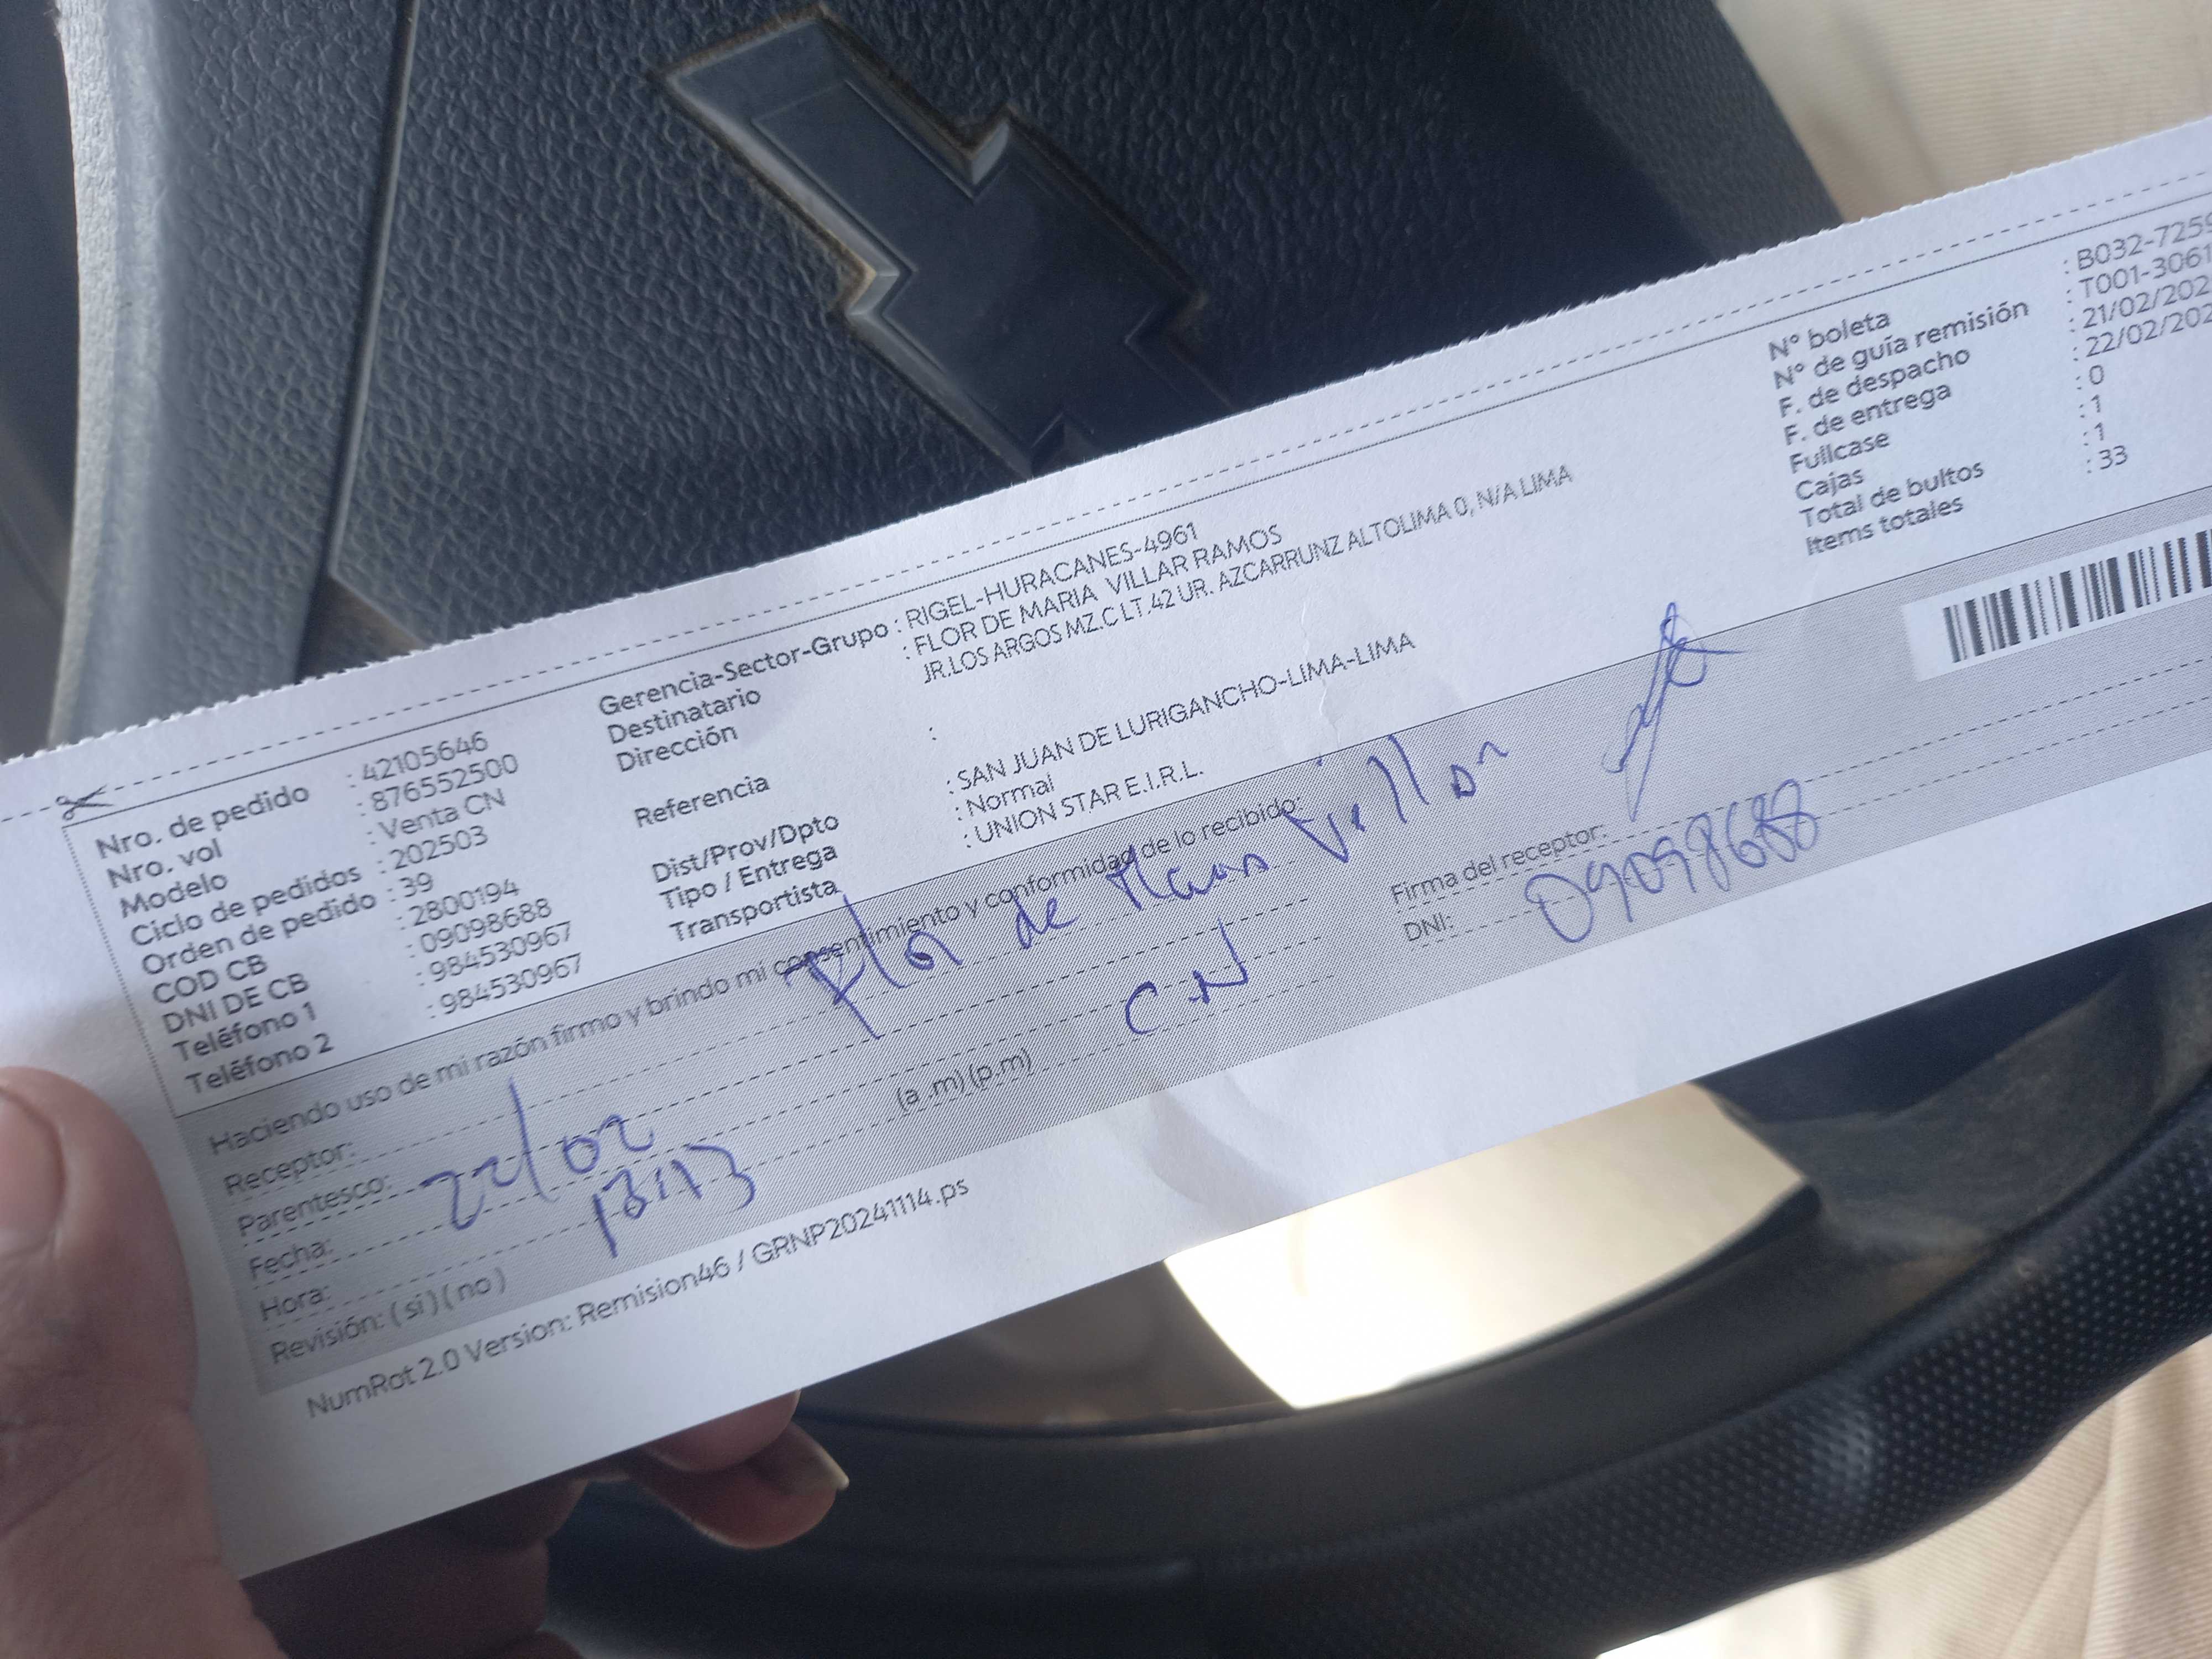 Nro. de pedido : 42105646
Nro. vol : 876552500
Modelo : Venta CN
Ciclo de pedidos : 202503
Orden de pedido : 39
COD CB : 2800194
DNI DE CB : 09098688
Teléfono 1 : 984530967
Teléfono 2 : 984530967
Gerencia-Sector-Grupo : RIGEL-HURACANES-4961
Destinatario : FLOR DE MARIA VILLAR RAMOS
Dirección : JR.LOS ARGOS MZ.C LT.42 UR. AZCARRUNZ ALTOLIMA 0, N/A LIMA
Referencia :
Dist/Prov/Dpto : SAN JUAN DE LURIGANCHO-LIMA-LIMA
Tipo / Entrega : Normal
Transportista : UNION STAR E.I.R.L.
N° boleta : B032-7259
N° de guía remisión : T001-3061
F. de despacho : 21/02/202
F. de entrega : 22/02/202
Fullcase : 0
Cajas : 1
Total de bultos : 1
Items totales : 33
Haciendo uso de mi razón firmo y brindo mi consentimiento y conformidad de lo recibido:
Receptor: Flor de Villar
Parentesco: CN
Fecha: 22/02
Hora: 13:13 (a .m) (p.m)
Revisión: ( si ) ( no )
Firma del receptor:
DNI: 09098688
NumRot 2.0 Version: Remision46 / GRNP20241114.ps